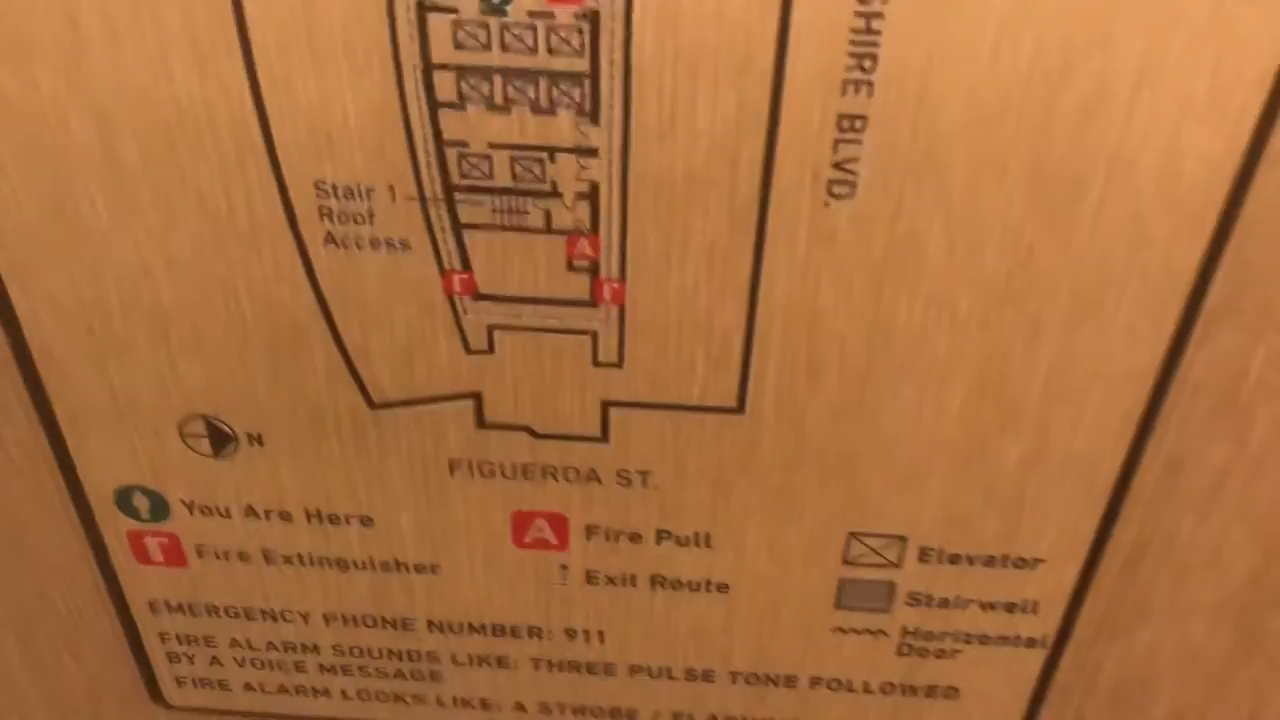 SHIRE BLVD.
Stair 1
Roof
Access
A
N
FIGUEROA ST.
You Are Here
Fire Extinguisher
A Fire Pull
Exit Route
Elevator
Stairwell
Horizontal
Door
EMERGENCY PHONE NUMBER: 911
FIRE ALARM SOUNDS LIKE: THREE PULSE TONE FOLLOWED
BY A VOICE MESSAGE
FIRE ALARM LOOKS LIKE: A STROBE /